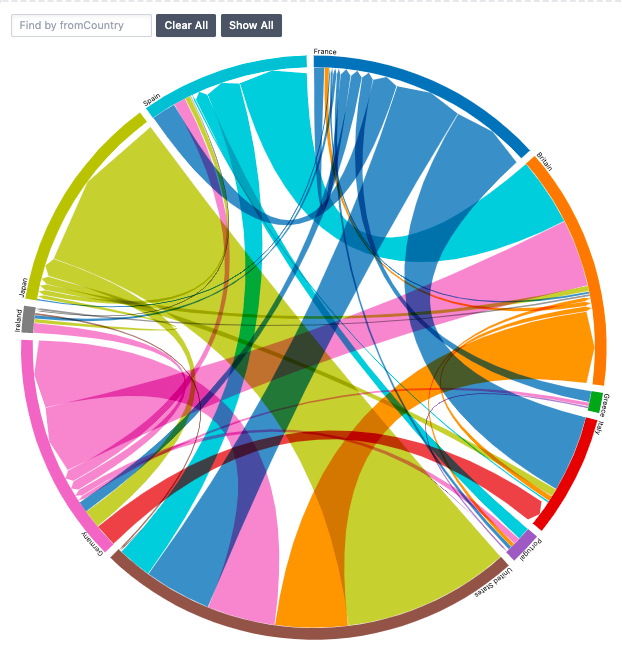 Find by fromCountry
Clear All
Show All
France
Spain
Britain
Japan
Ireland
Greece
Italy
Germany
Portugal
United States